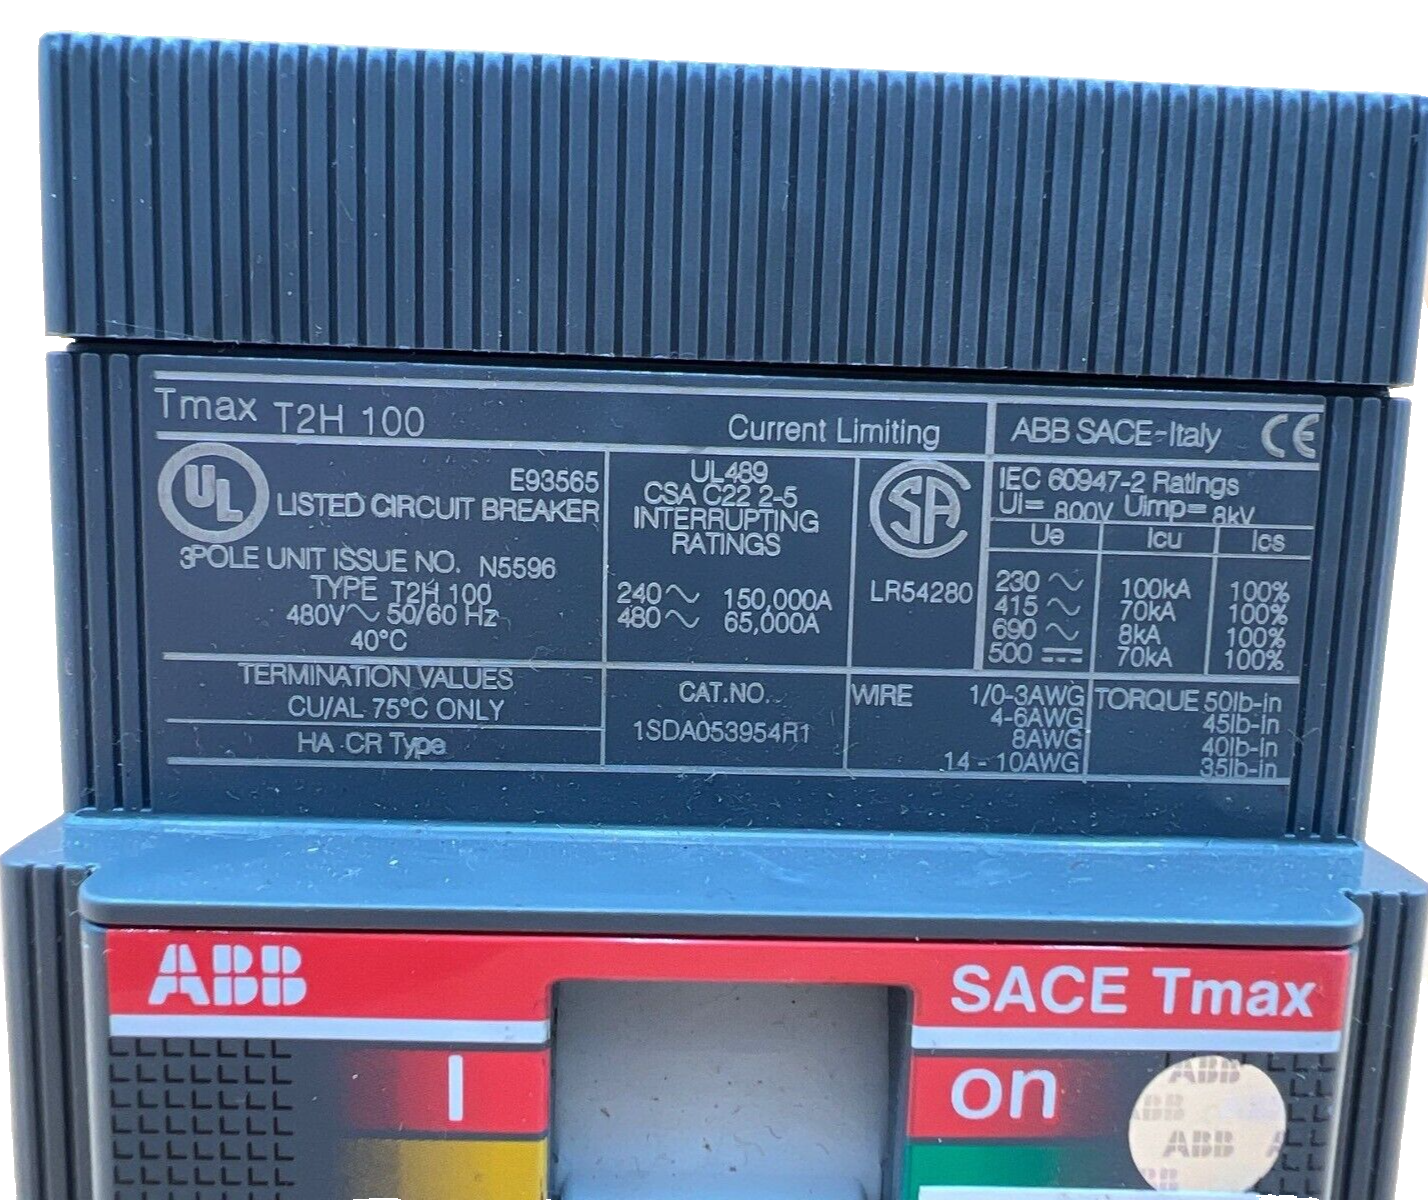 Tmax T2H 100
Current Limiting
ABB SACE-Italy CE
UL
E93565
LISTED CIRCUIT BREAKER
3POLE UNIT ISSUE NO. N5596
TYPE T2H 100
480V~ 50/60 Hz
40°C
UL489
CSA C22 2-5
INTERRUPTING
RATINGS
240~ 150,000A
480~ 65,000A
SA
LR54280
IEC 60947-2 Ratings
Ui= 800V Uimp= 8kV
Ue Icu Ics
230 ~ 100kA 100%
415 ~ 70kA 100%
690 ~ 8kA 100%
500 ⎓ 70kA 100%
TERMINATION VALUES
CU/AL 75°C ONLY
HA CR Type
CAT.NO.
1SDA053954R1
WIRE 1/0-3AWG TORQUE 50lb-in
4-6AWG 45lb-in
8AWG 40lb-in
14 - 10AWG 35lb-in
ABB
SACE Tmax
I
on
ABB
ABB
ABB